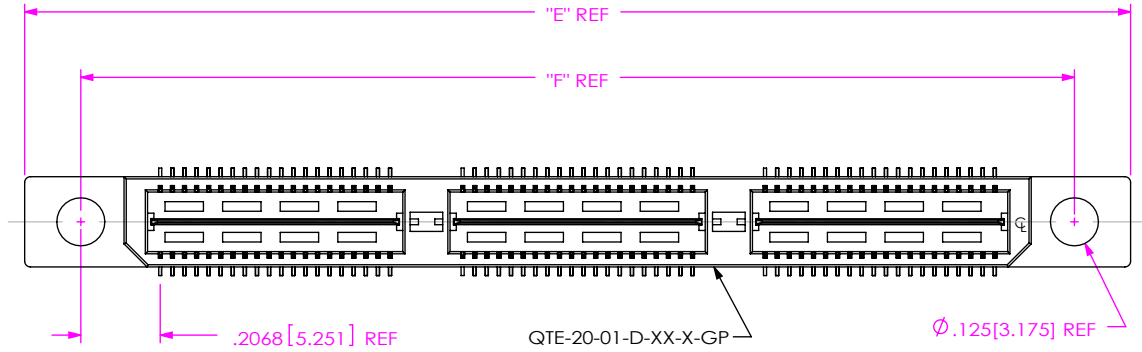 "E" REF
"F" REF
℄
.2068 [5.251] REF
QTE-20-01-D-XX-X-GP
Ø.125[3.175] REF